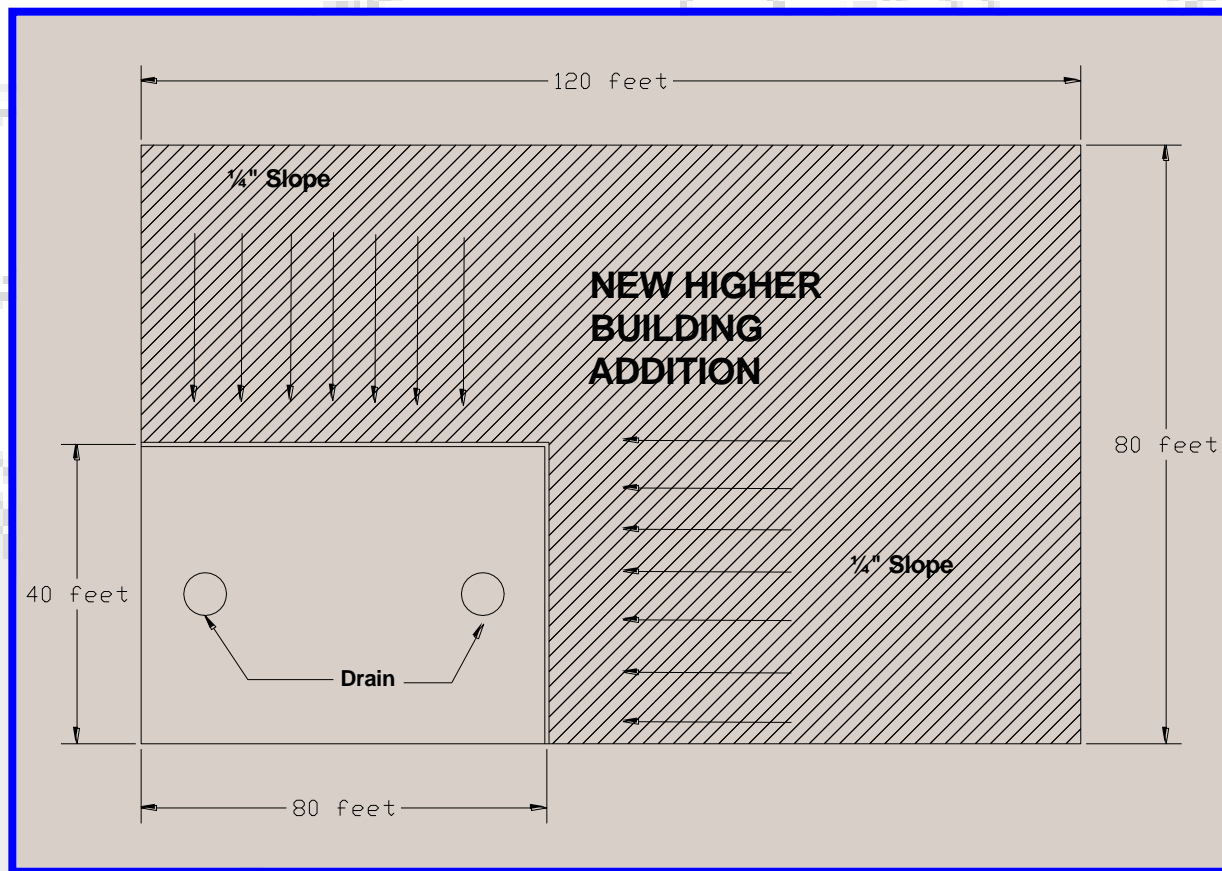 120 feet
¼" Slope
NEW HIGHER
BUILDING
ADDITION
80 feet
¼" Slope
40 feet
Drain
80 feet